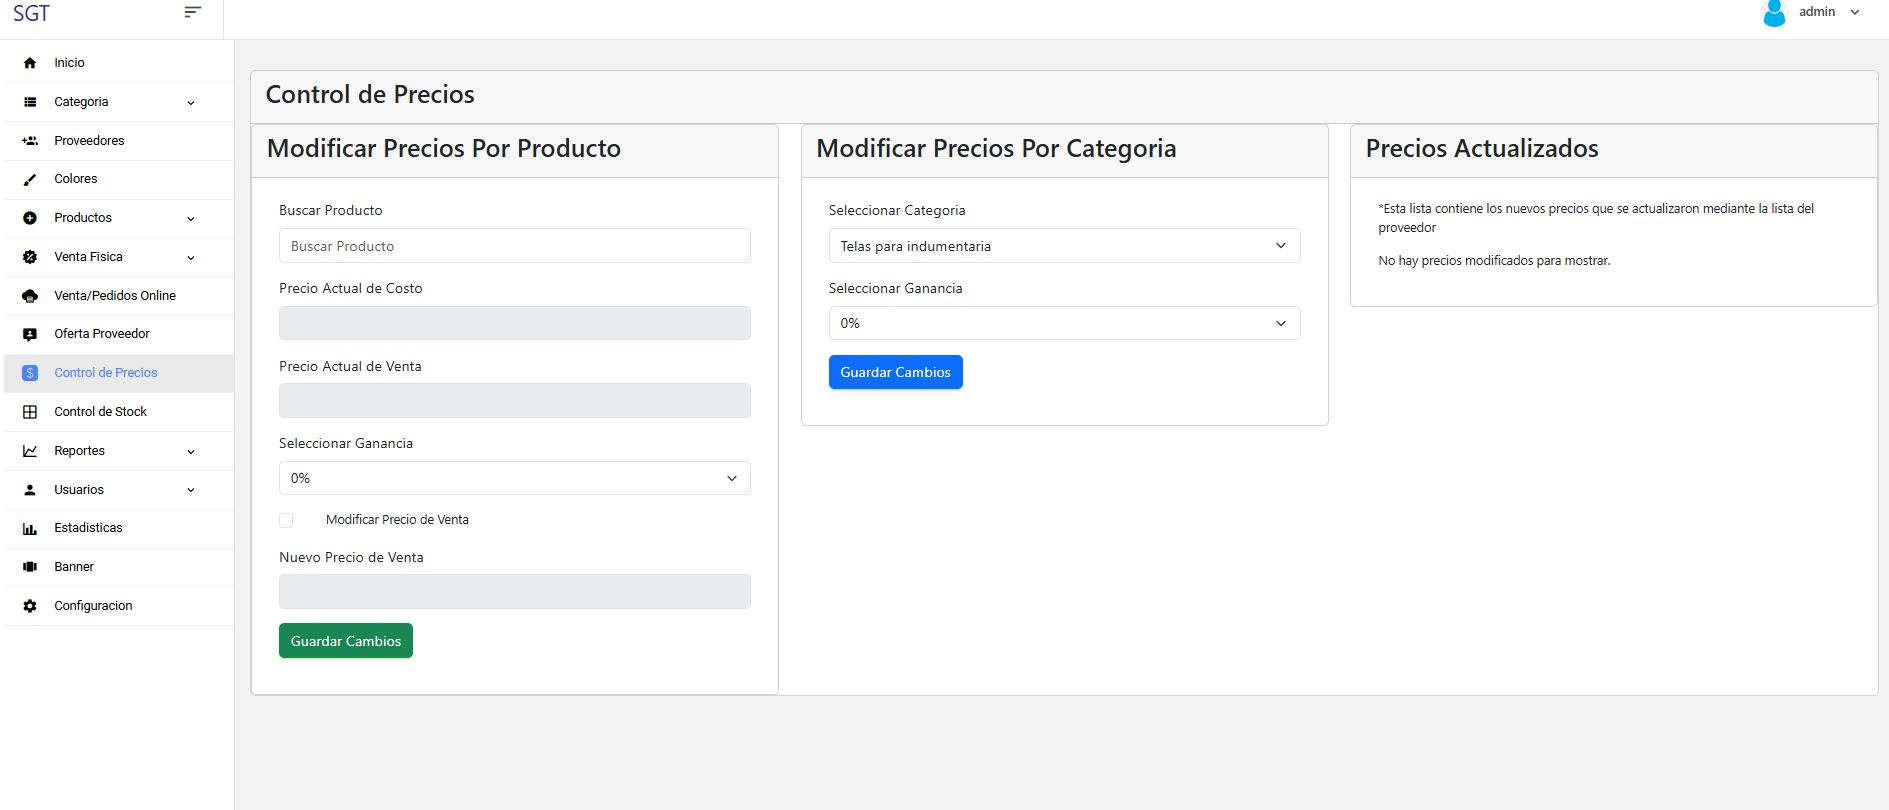 SGT
admin
Inicio
Categoria
Proveedores
Colores
Productos
Venta Fisica
Venta/Pedidos Online
Oferta Proveedor
Control de Precios
Control de Stock
Reportes
Usuarios
Estadisticas
Banner
Configuracion
Control de Precios
Modificar Precios Por Producto
Buscar Producto
Buscar Producto
Precio Actual de Costo
Precio Actual de Venta
Seleccionar Ganancia
0%
Modificar Precio de Venta
Nuevo Precio de Venta
Guardar Cambios
Modificar Precios Por Categoria
Seleccionar Categoria
Telas para indumentaria
Seleccionar Ganancia
0%
Guardar Cambios
Precios Actualizados
*Esta lista contiene los nuevos precios que se actualizaron mediante la lista del
proveedor
No hay precios modificados para mostrar.